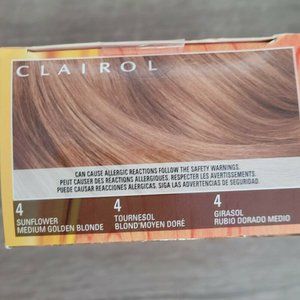 CLAIROL
CAN CAUSE ALLERGIC REACTIONS FOLLOW THE SAFETY WARNINGS.
PEUT CAUSER DES RÉACTIONS ALLERGIQUES. RESPECTER LES AVERTISSEMENTS.
PUEDE CAUSAR REACCIONES ALÉRGICAS. SIGA LAS ADVERTENCIAS DE SEGURIDAD.
4 4 4
SUNFLOWER TOURNESOL GIRASOL
MEDIUM GOLDEN BLONDE BLOND MOYEN DORÉ RUBIO DORADO MEDIO